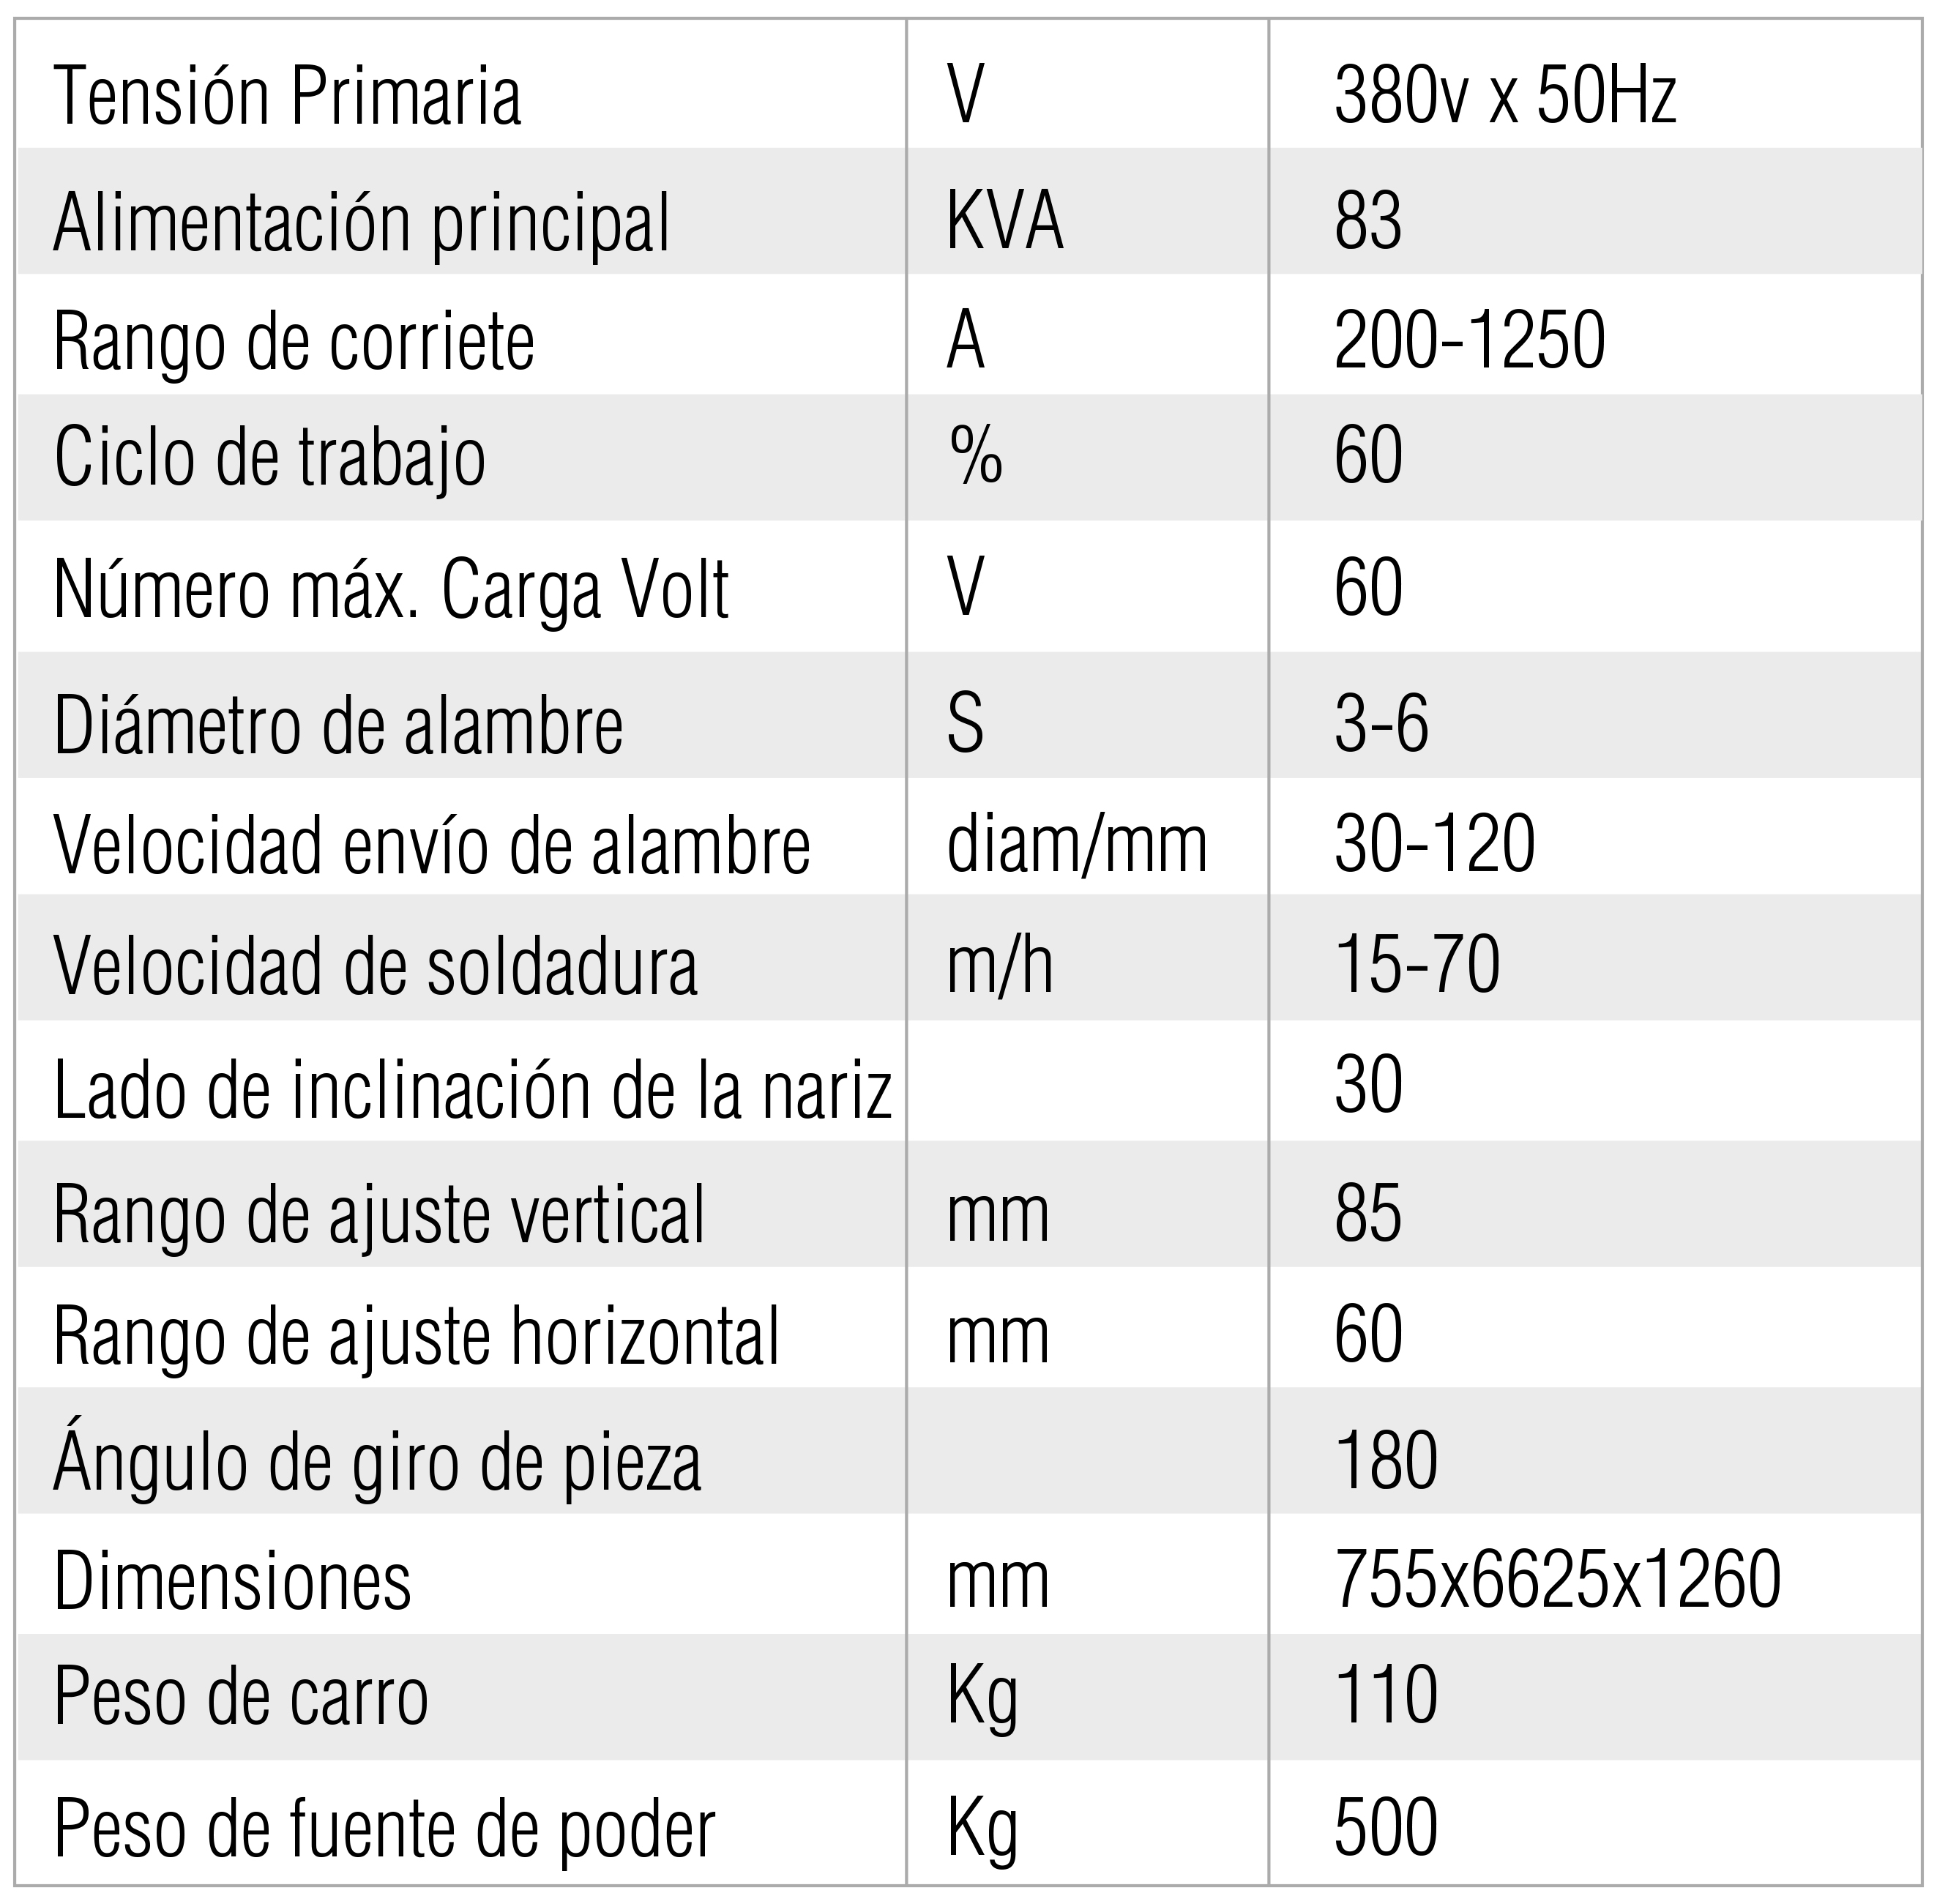 Tensión Primaria V 380v x 50Hz
Alimentación principal KVA 83
Rango de corriete A 200-1250
Ciclo de trabajo % 60
Número máx. Carga Volt V 60
Diámetro de alambre S 3-6
Velocidad envío de alambre diam/mm 30-120
Velocidad de soldadura m/h 15-70
Lado de inclinación de la nariz 30
Rango de ajuste vertical mm 85
Rango de ajuste horizontal mm 60
Ángulo de giro de pieza 180
Dimensiones mm 755x6625x1260
Peso de carro Kg 110
Peso de fuente de poder Kg 500